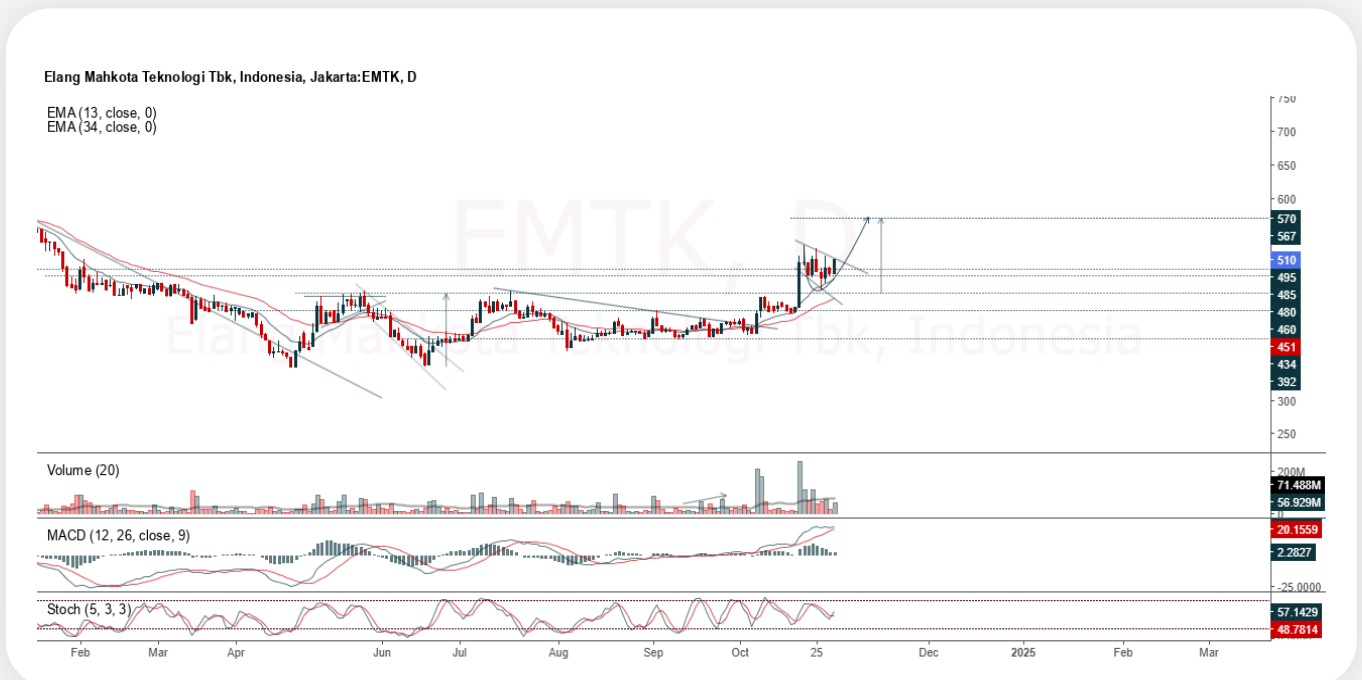 Elang Mahkota Teknologi Tbk, Indonesia, Jakarta:EMTK, D
EMA (13, close, 0)
EMA (34, close, 0)
EMTK, D
Elang Mahkota Teknologi Tbk, Indonesia
750
700
650
600
570
567
510
495
485
480
460
451
434
392
300
250
Volume (20)
200M
71.488M
56.929M
0
MACD (12, 26, close, 9)
20.1559
2.2827
-25.0000
Stoch (5, 3, 3)
57.1429
48.7814
Feb Mar Apr Jun Jul Aug Sep Oct 25 Dec 2025 Feb Mar